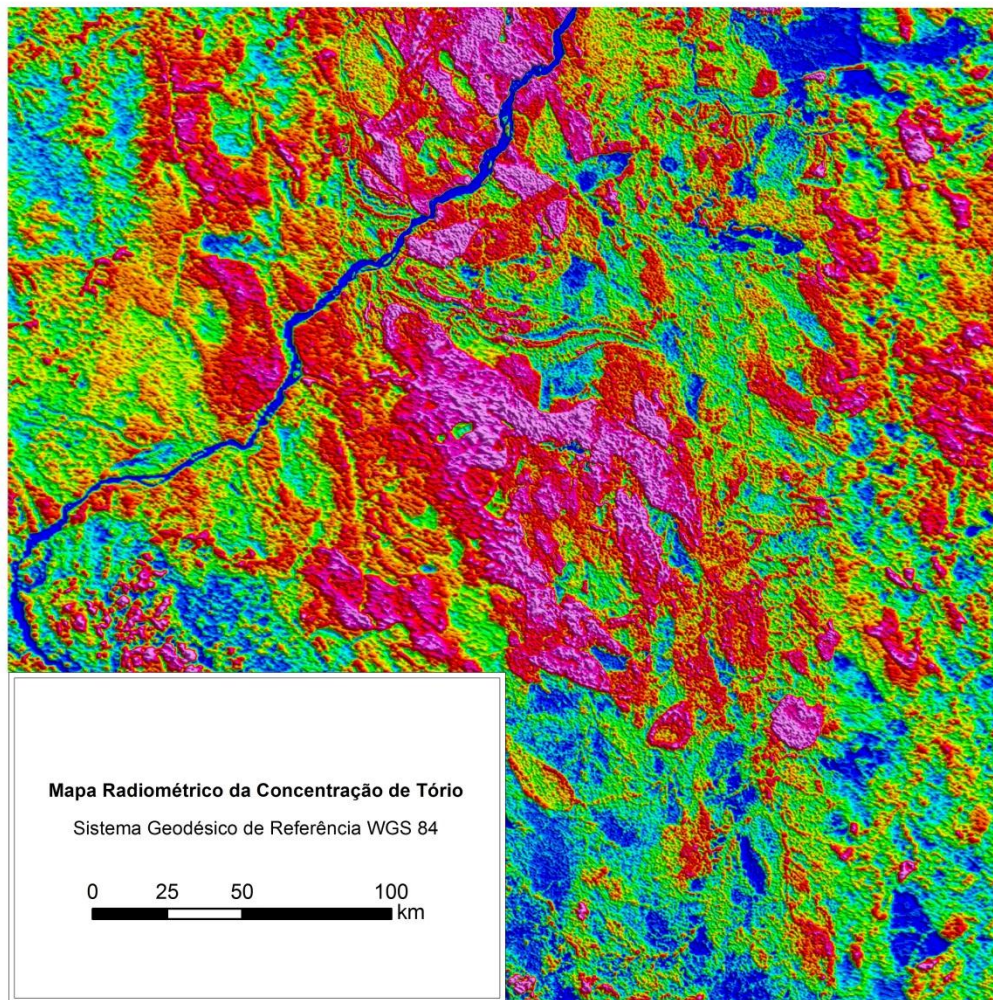 Mapa Radiométrico da Concentração de Tório
Sistema Geodésico de Referência WGS 84
0 25 50 100
km